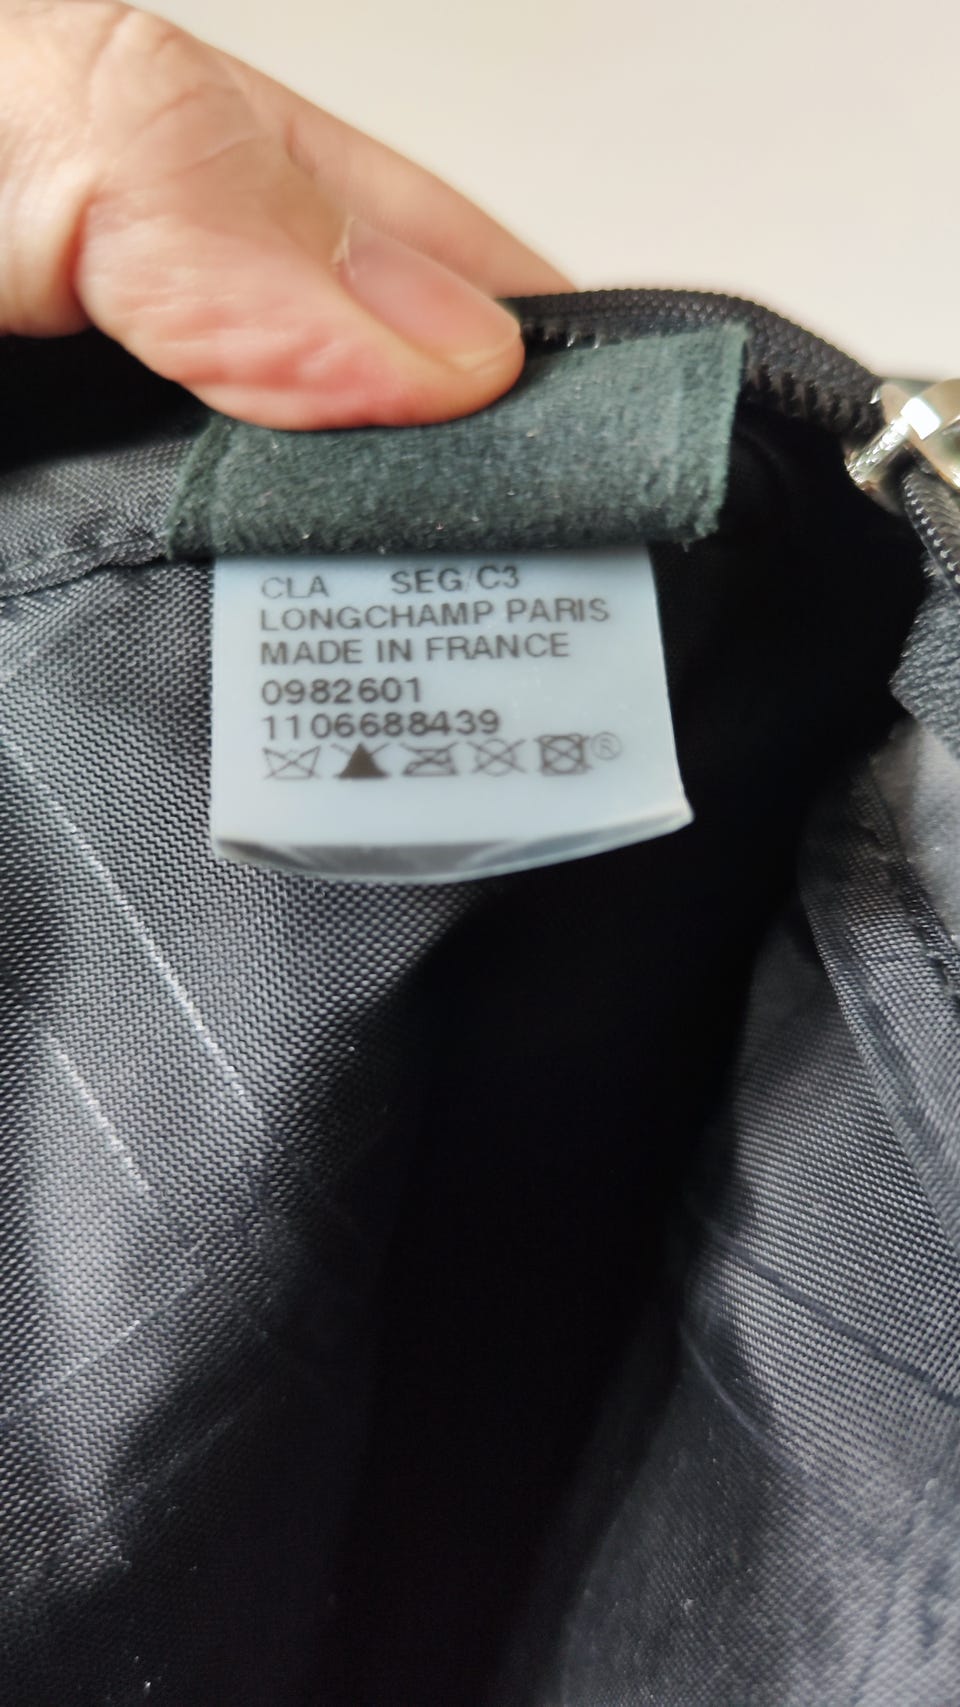 CLA SEG/C3
LONGCHAMP PARIS
MADE IN FRANCE
0982601
1106688439
®